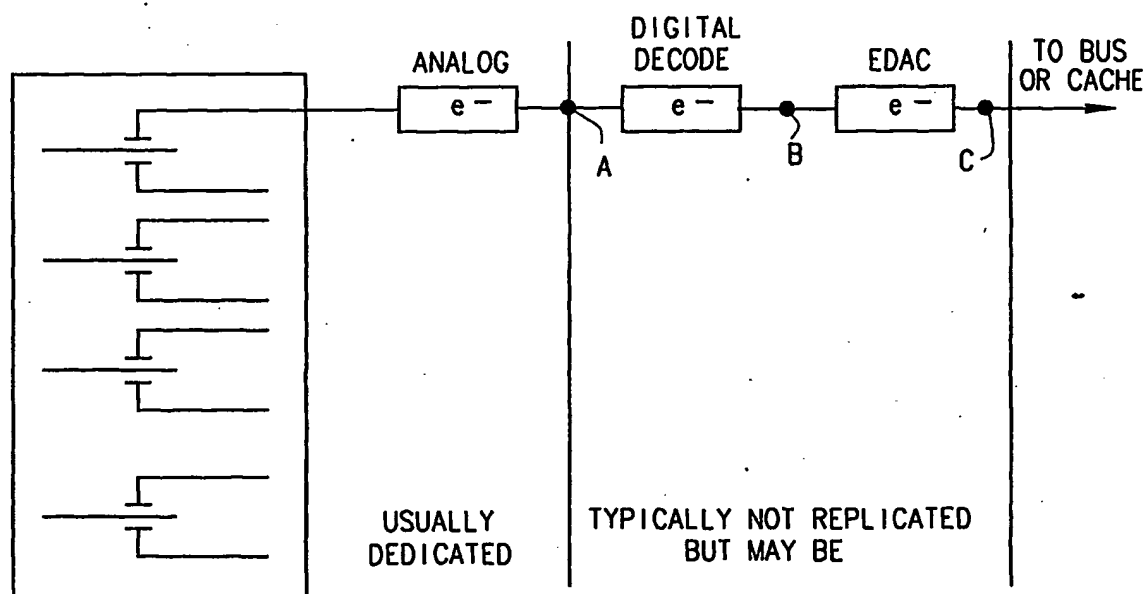 ANALOG
e-
DIGITAL
DECODE
e-
EDAC
e-
TO BUS
OR CACHE
A
B
C
USUALLY
DEDICATED
TYPICALLY NOT REPLICATED
BUT MAY BE